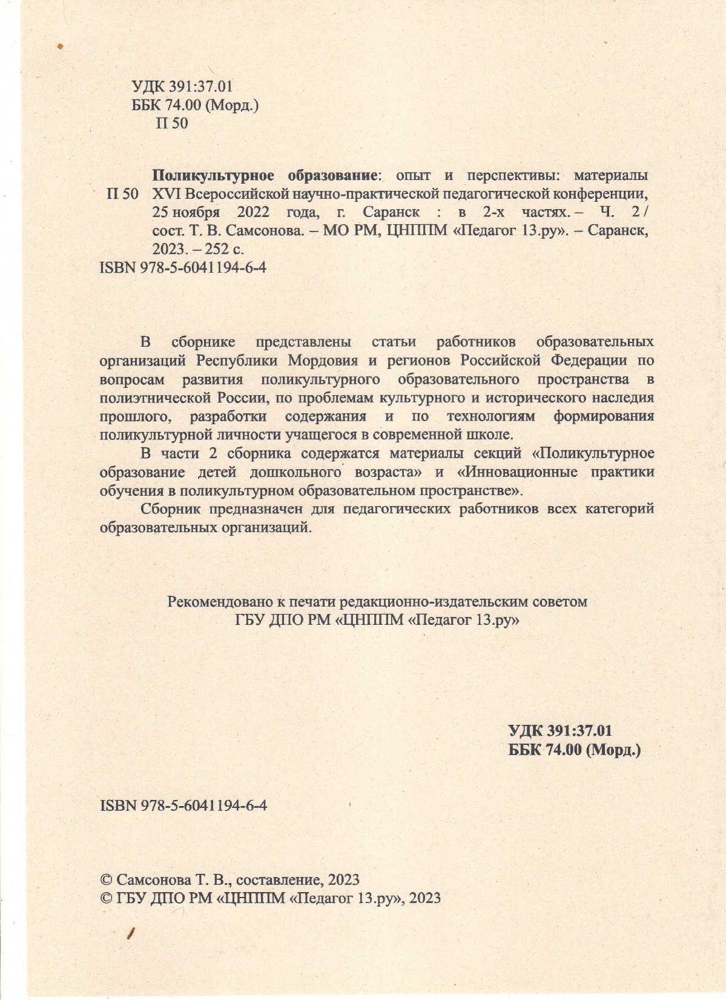 УДК 391:37.01
ББК 74.00 (Морд.)
П 50
Поликультурное образование: опыт и перспективы: материалы
П 50 XVI Всероссийской научно-практической педагогической конференции,
25 ноября 2022 года, г. Саранск : в 2-х частях. – Ч. 2 /
сост. Т. В. Самсонова. – МО РМ, ЦНППМ «Педагог 13.ру». – Саранск,
2023. – 252 с.
ISBN 978-5-6041194-6-4
В сборнике представлены статьи работников образовательных
организаций Республики Мордовия и регионов Российской Федерации по
вопросам развития поликультурного образовательного пространства в
полиэтнической России, по проблемам культурного и исторического наследия
прошлого, разработки содержания и по технологиям формирования
поликультурной личности учащегося в современной школе.
В части 2 сборника содержатся материалы секций «Поликультурное
образование детей дошкольного возраста» и «Инновационные практики
обучения в поликультурном образовательном пространстве».
Сборник предназначен для педагогических работников всех категорий
образовательных организаций.
Рекомендовано к печати редакционно-издательским советом
ГБУ ДПО РМ «ЦНППМ «Педагог 13.ру»
УДК 391:37.01
ББК 74.00 (Морд.)
ISBN 978-5-6041194-6-4
© Самсонова Т. В., составление, 2023
© ГБУ ДПО РМ «ЦНППМ «Педагог 13.ру», 2023